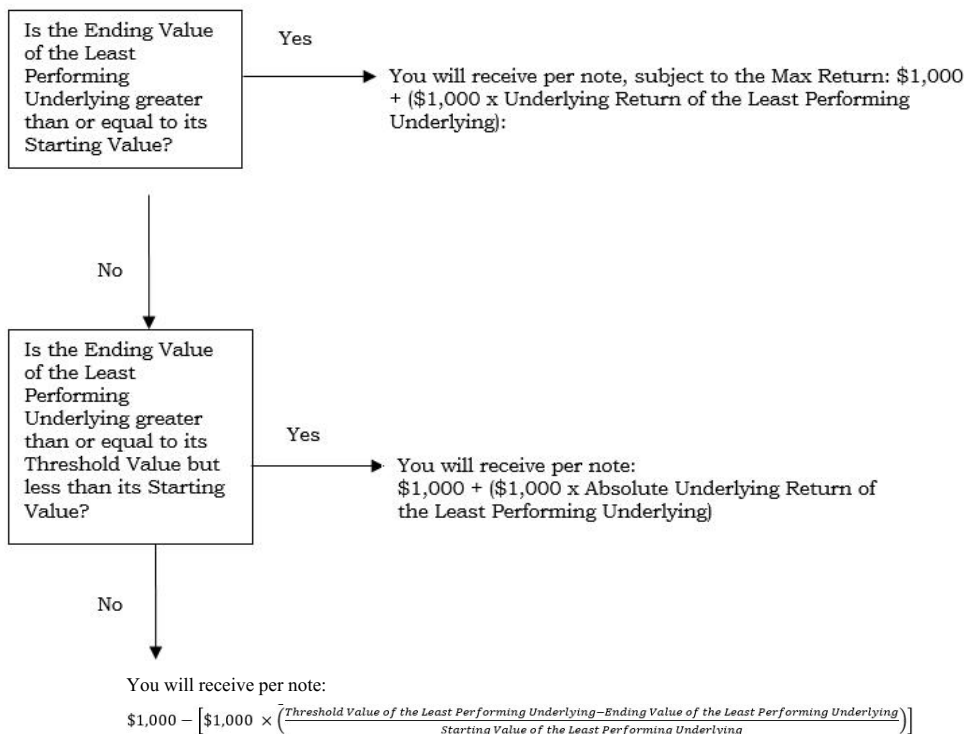 Is the Ending Value
of the Least
Performing
Underlying greater
than or equal to its
Starting Value?
Yes
You will receive per note, subject to the Max Return: $1,000
+ ($1,000 x Underlying Return of the Least Performing
Underlying):
No
Is the Ending Value
of the Least
Performing
Underlying greater
than or equal to its
Threshold Value but
less than its Starting
Value?
Yes
You will receive per note:
$1,000 + ($1,000 x Absolute Underlying Return of
the Least Performing Underlying)
No
You will receive per note:
$1,000 − [$1,000 × (Threshold Value of the Least Performing Underlying−Ending Value of the Least Performing Underlying
Starting Value of the Least Performing Underlying)]